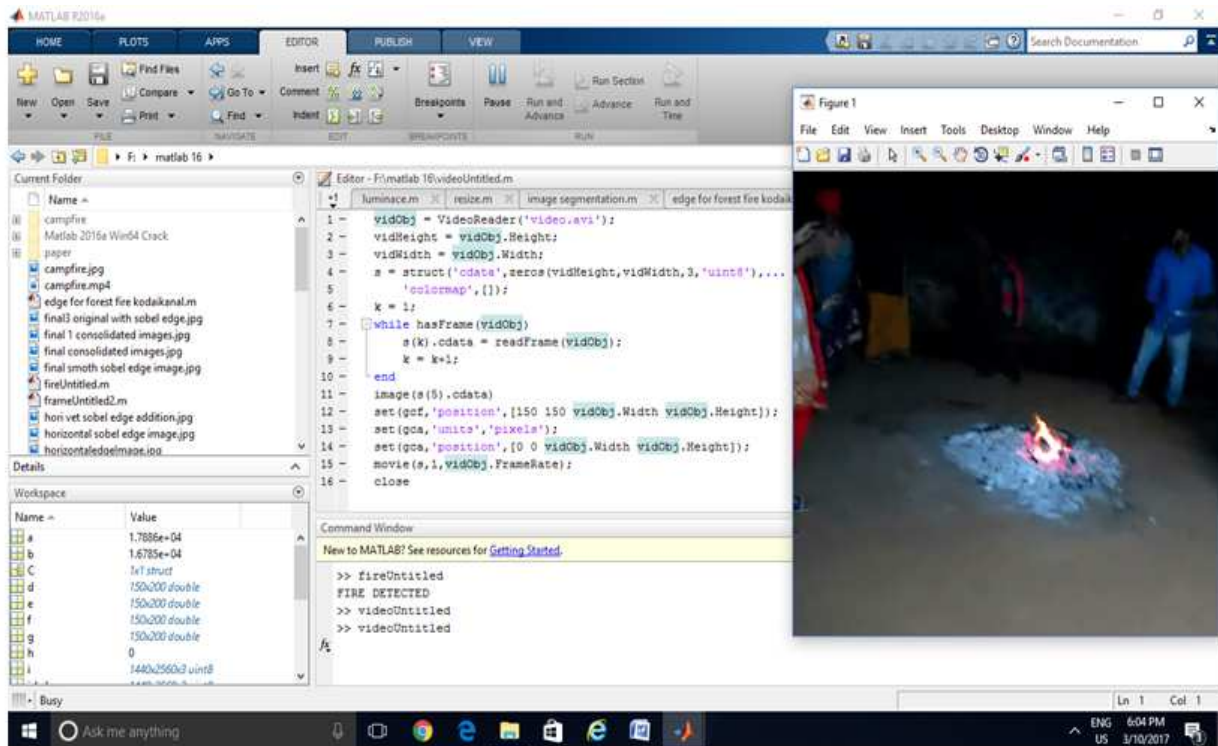 MATLAB R2016a
HOME PLOTS APPS EDITOR PUBLISH VIEW
Search Documentation
New Open Save
Find Files
Compare
Print
Go To
Find
Insert
Comment
Indent
Breakpoints
Pause
Run and Advance
Run Section
Advance
Run and Time
FILE NAVIGATE EDIT BREAKPOINTS RUN
F: matlab 16
Current Folder
Name
campfire
Matlab 2016a Win64 Crack
paper
campfire.jpg
campfire.mp4
edge for forest fire kodaikanal.m
final3 original with sobel edge.jpg
final 1 consolidated images.jpg
final consolidated images.jpg
final smoth sobel edge image.jpg
fireUntitled.m
frameUntitled2.m
hori vet sobel edge addition.jpg
horizontal sobel edge image.jpg
horizontaledgeImage.jpg
Details
Workspace
Name Value
a 1.7886e+04
b 1.6785e+04
C 1x1 struct
d 150x200 double
e 150x200 double
f 150x200 double
g 150x200 double
h 0
i 1440x2560x3 uint8
Busy
Editor - F:\matlab 16\videoUntitled.m
luminace.m resize.m image segmentation.m edge for forest fire kodaik
1 - vidObj = VideoReader('video.avi');
2 - vidHeight = vidObj.Height;
3 - vidWidth = vidObj.Width;
4 - s = struct('cdata',zeros(vidHeight,vidWidth,3,'uint8'),...
5 'colormap',[]);
6 - k = 1;
7 - while hasFrame(vidObj)
8 - s(k).cdata = readFrame(vidObj);
9 - k = k+1;
10 - end
11 - image(s(5).cdata)
12 - set(gcf,'position',[150 150 vidObj.Width vidObj.Height]);
13 - set(gca,'units','pixels');
14 - set(gca,'position',[0 0 vidObj.Width vidObj.Height]);
15 - movie(s,1,vidObj.FrameRate);
16 - close
Command Window
New to MATLAB? See resources for Getting Started.
>> fireUntitled
FIRE DETECTED
>> videoUntitled
>> videoUntitled
fx
Figure 1
File Edit View Insert Tools Desktop Window Help
Ln 1 Col 1
Ask me anything
ENG
US
6:04 PM
3/10/2017